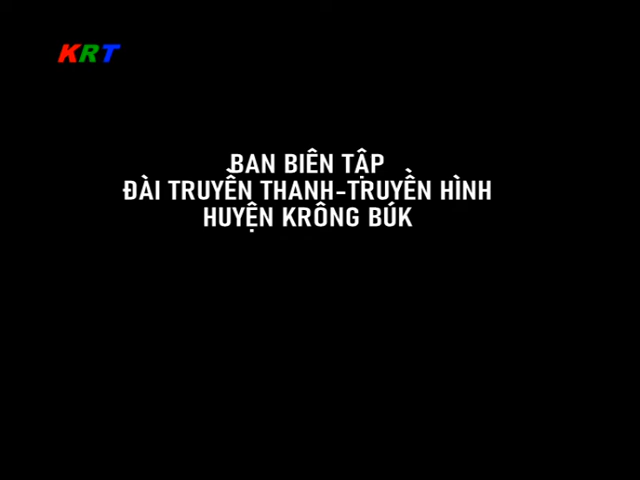 KRT
BAN BIÊN TẬP
ĐÀI TRUYỀN THANH-TRUYỀN HÌNH
HUYỆN KRÔNG BÚK